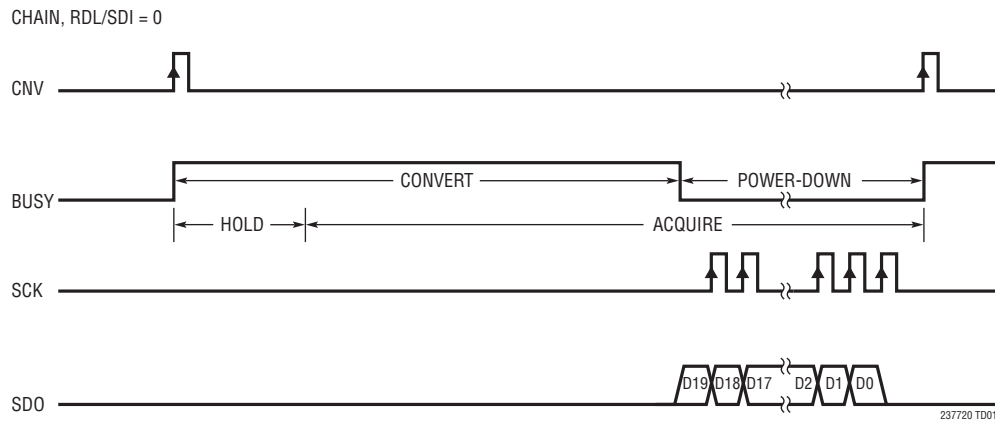 CHAIN, RDL/SDI = 0
CNV
BUSY
CONVERT
POWER-DOWN
HOLD
ACQUIRE
SCK
SDO
D19 D18 D17 D2 D1 D0
237720 TD01